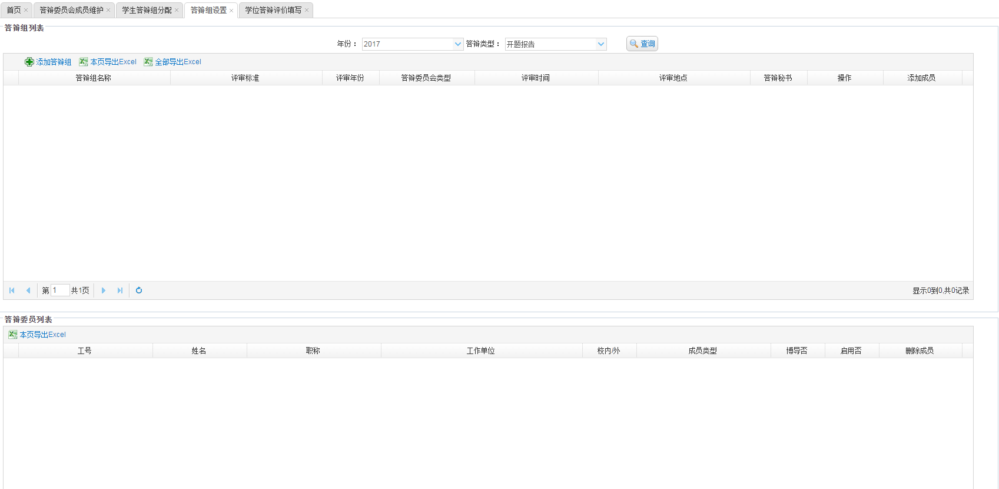 首页 答辩委员会成员维护 学生答辩组分配 答辩组设置 学位答辩评价填写
答辩组列表
年份： 2017 答辩类型： 开题报告 查询
添加答辩组 本页导出Excel 全部导出Excel
答辩组名称 评审标准 评审年份 答辩委员会类型 评审时间 评审地点 答辩秘书 操作 添加成员
第 1 共1页 显示0到0,共0记录
答辩委员列表
本页导出Excel
工号 姓名 职称 工作单位 校内/外 成员类型 博导否 启用否 删除成员